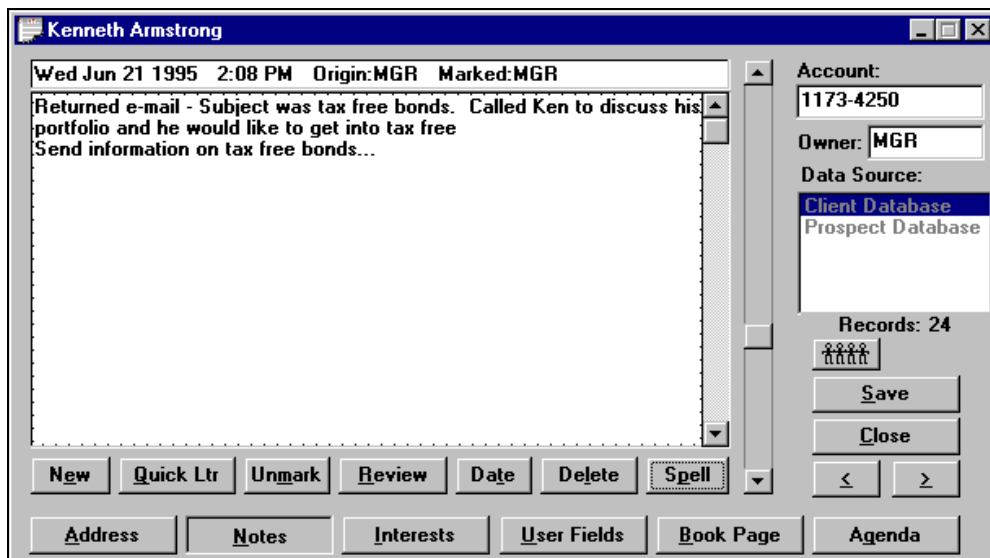 Kenneth Armstrong
Wed Jun 21 1995 2:08 PM Origin:MGR Marked:MGR
Returned e-mail - Subject was tax free bonds. Called Ken to discuss his
portfolio and he would like to get into tax free
Send information on tax free bonds...
Account:
1173-4250
Owner: MGR
Data Source:
Client Database
Prospect Database
Records: 24
Save
Close
< >
New Quick Ltr Unmark Review Date Delete Spell
Address Notes Interests User Fields Book Page Agenda